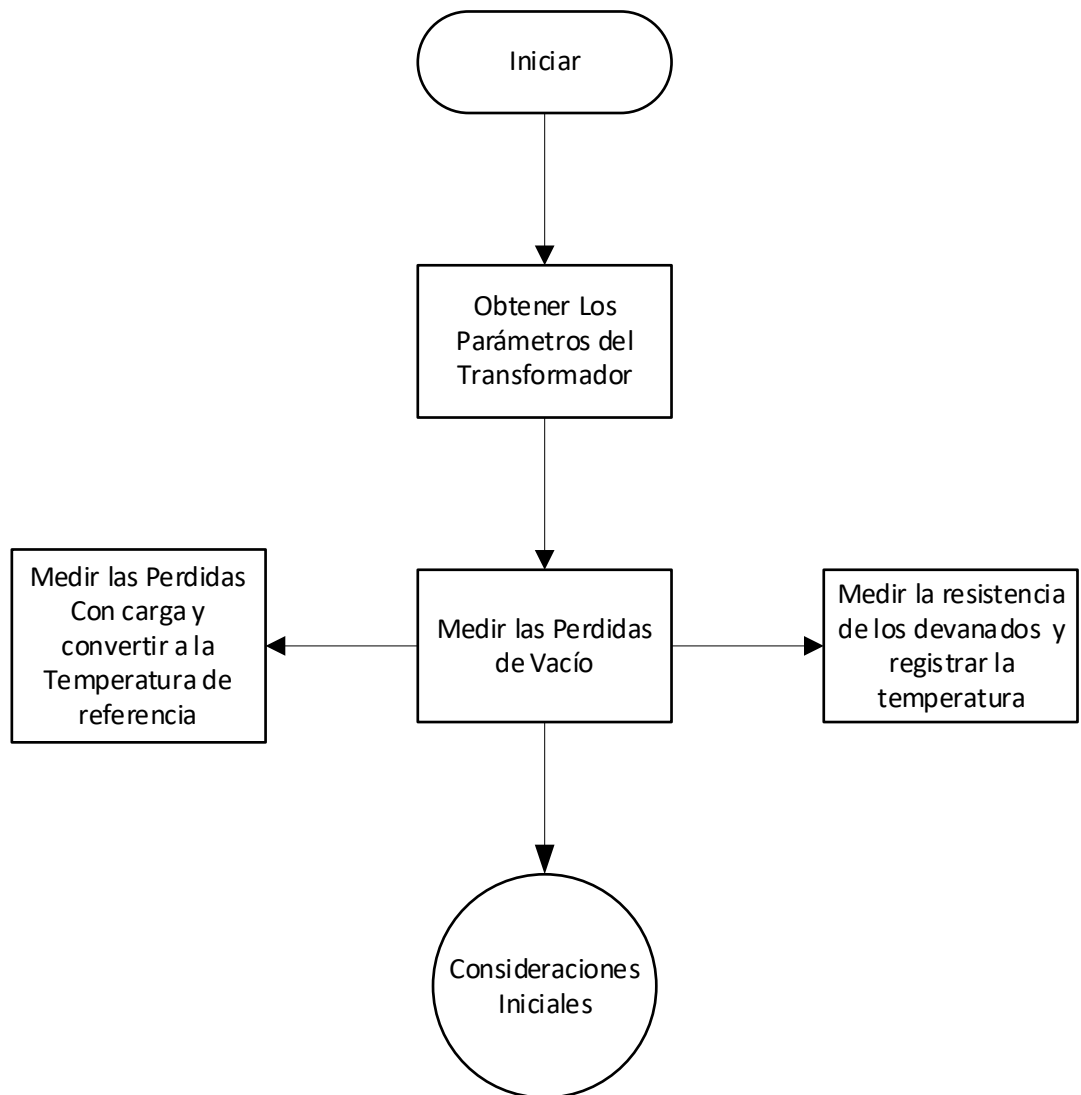 Iniciar
Obtener Los
Parámetros del
Transformador
Medir las Perdidas
Con carga y
convertir a la
Temperatura de
referencia
Medir las Perdidas
de Vacío
Medir la resistencia
de los devanados y
registrar la
temperatura
Consideraciones
Iniciales